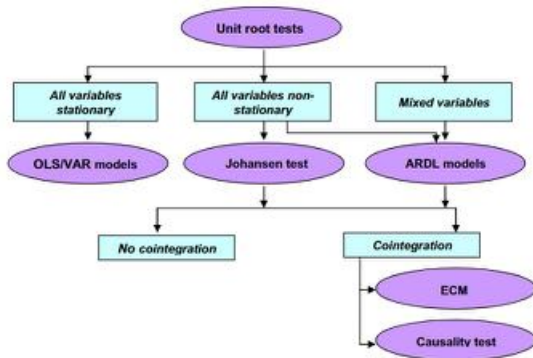 Unit root tests
All variables
stationary
All variables non-
stationary
Mixed variables
OLS/VAR models
Johansen test
ARDL models
No cointegration
Cointegration
ECM
Causality test